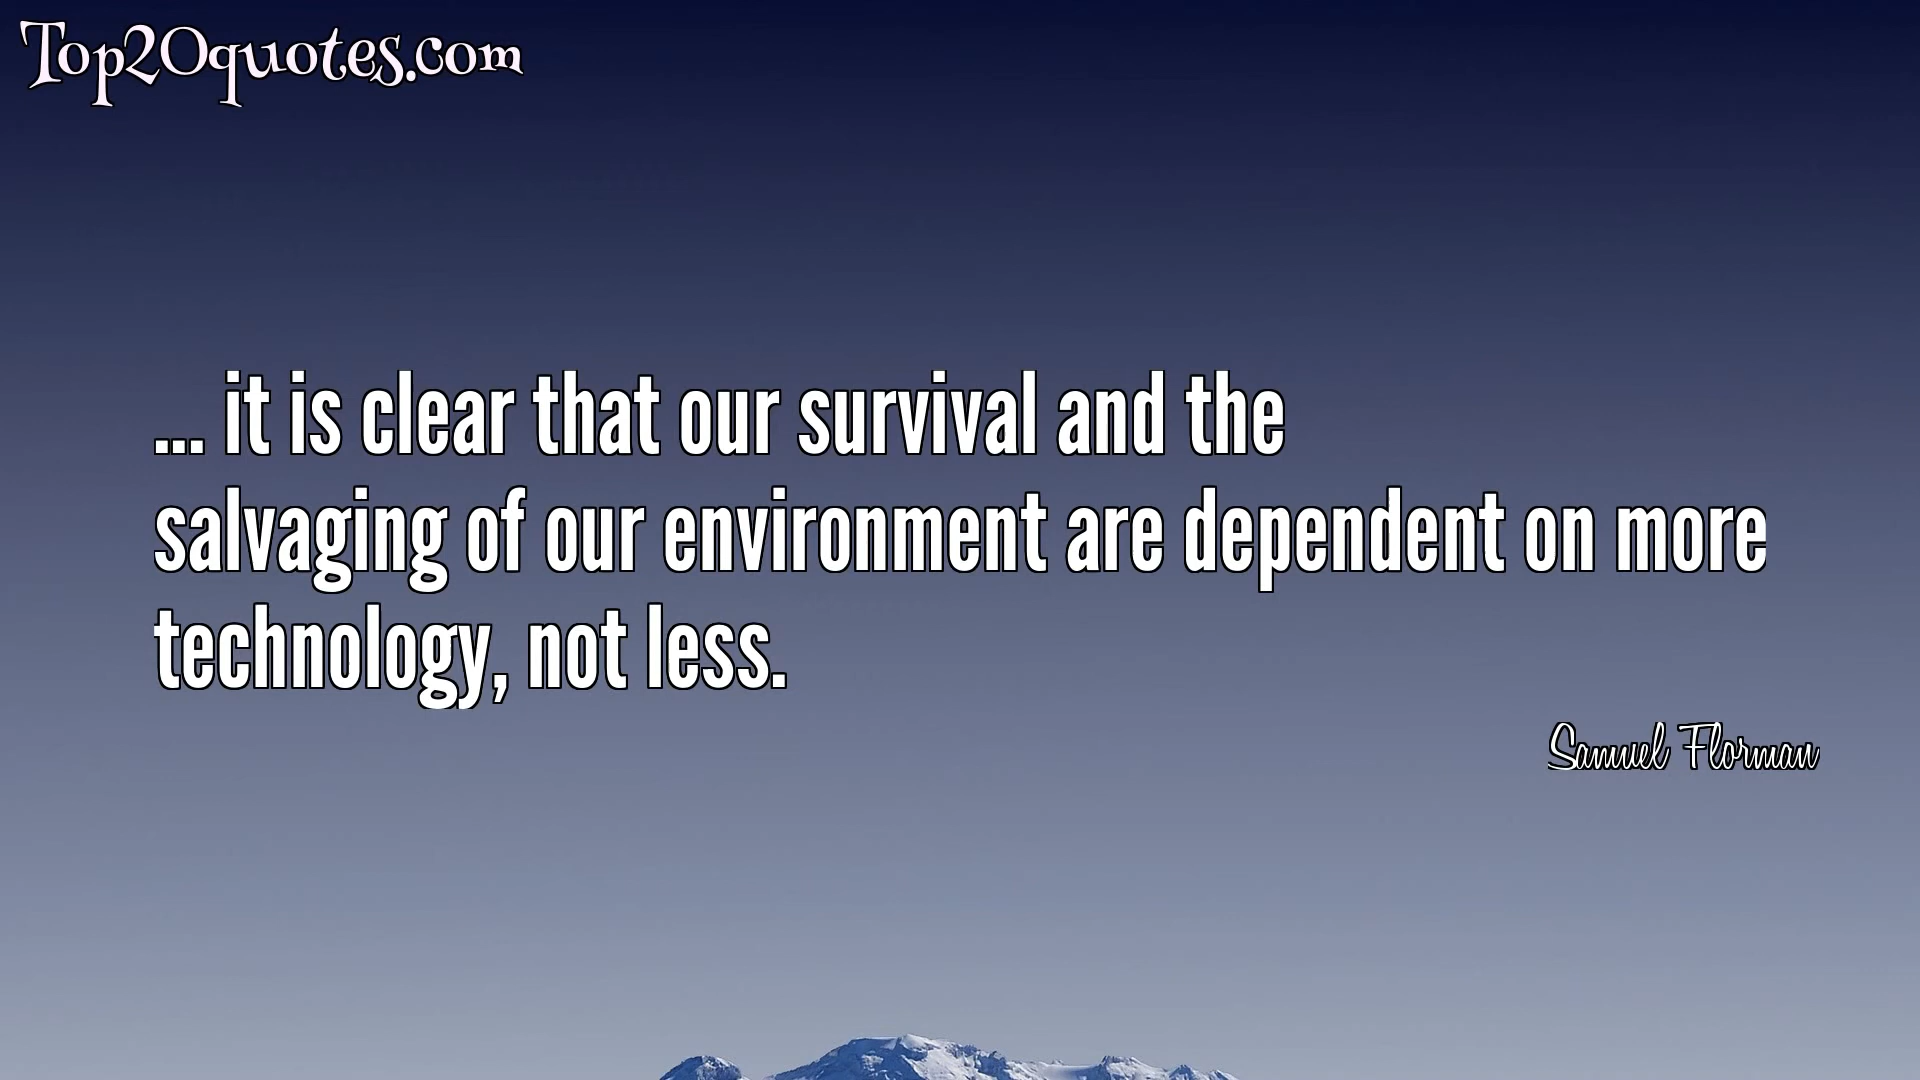 Top20quotes.com
... it is clear that our survival and the
salvaging of our environment are dependent on more
technology, not less.
Samuel Florman